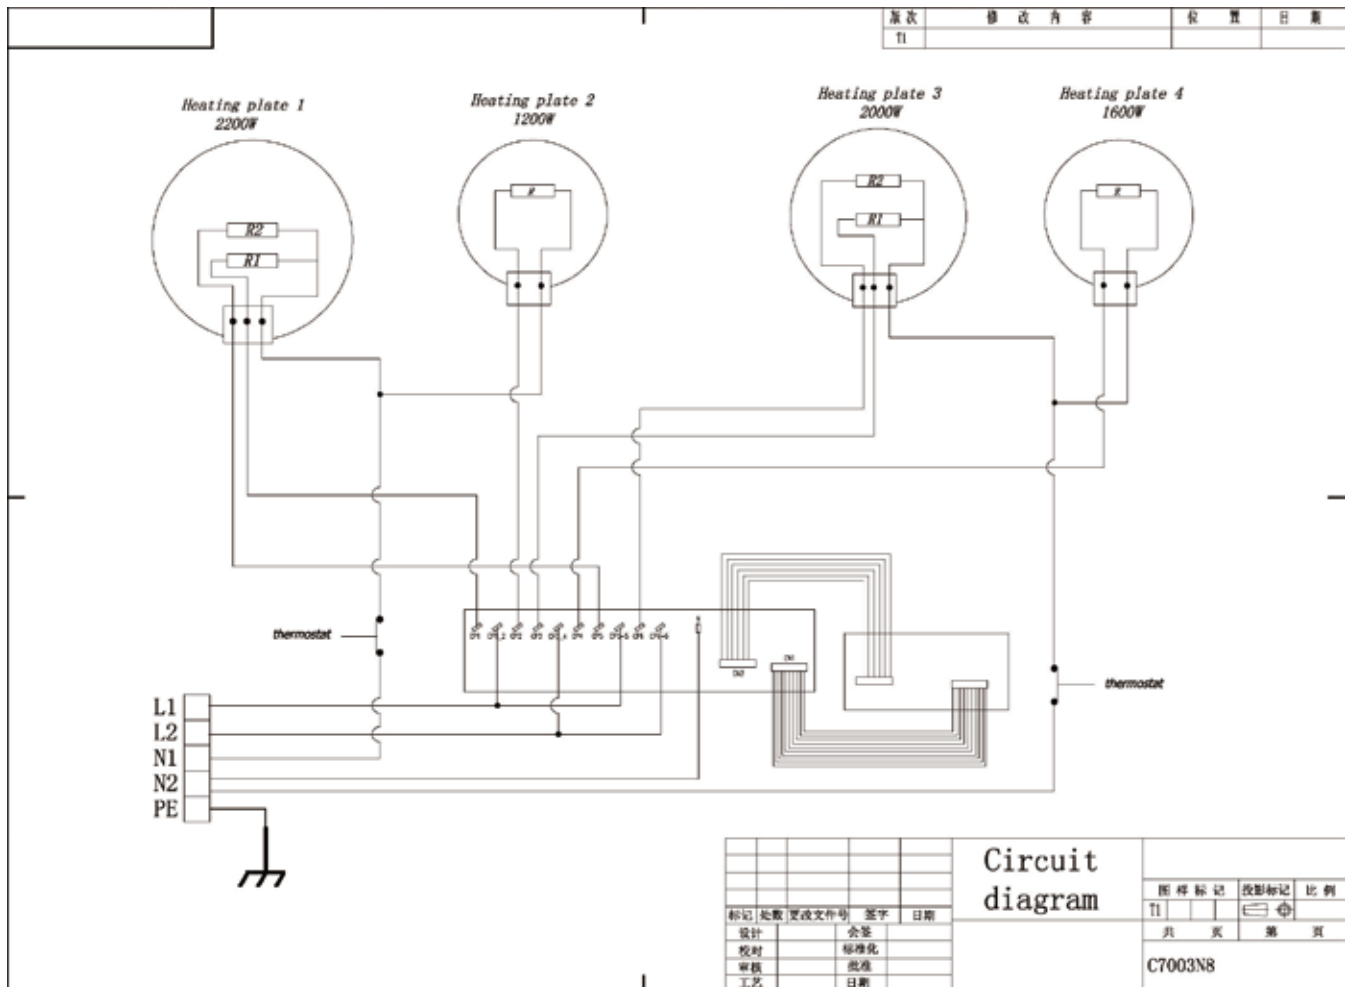 版次 修 改 内 容 位 置 日 期
T1
Heating plate 1
2200W
Heating plate 2
1200W
Heating plate 3
2000W
Heating plate 4
1600W
R2
R1
R
R2
R1
R
thermostat
thermostat
CN2
CN1
L1
L2
N1
N2
PE
Circuit
diagram
标记 处数 更改文件号 签字 日期
设计 会签
校对 标准化
审核 批准
工艺 日期
图 样 标 记 投影标记 比 例
T1
共 页 第 页
C7003N8